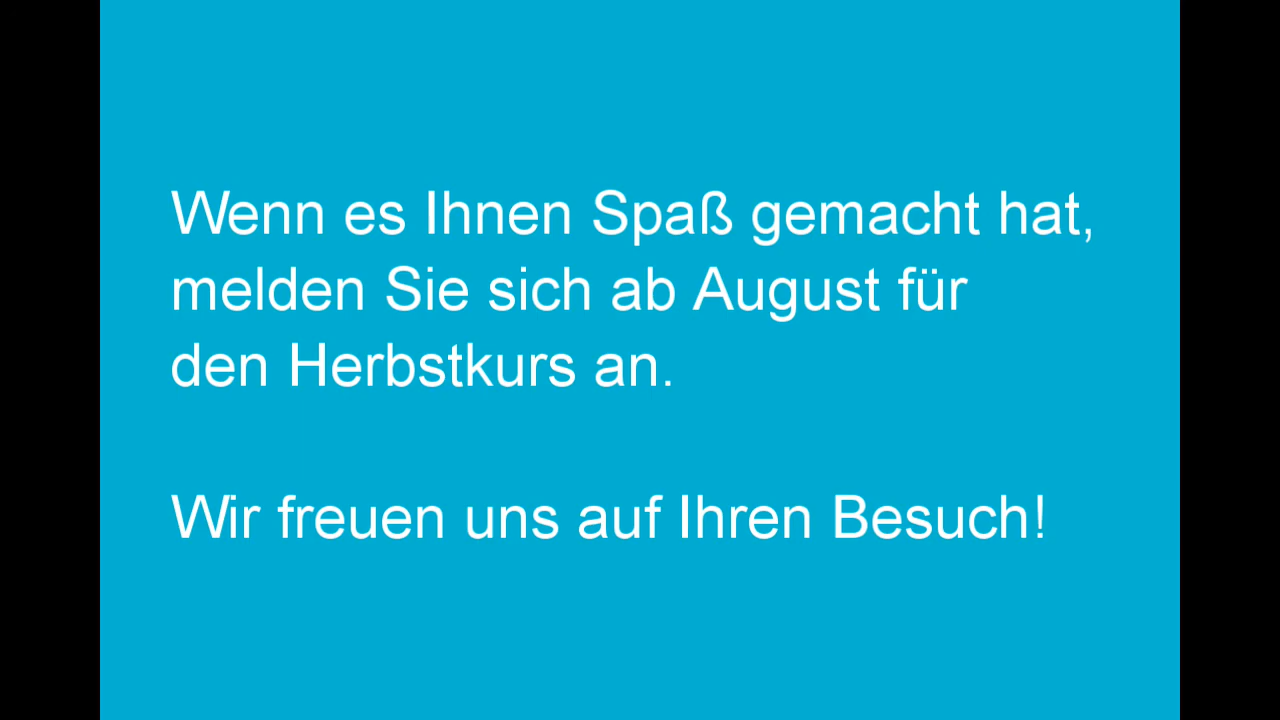 Wenn es Ihnen Spaß gemacht hat,
melden Sie sich ab August für
den Herbstkurs an.
Wir freuen uns auf Ihren Besuch!